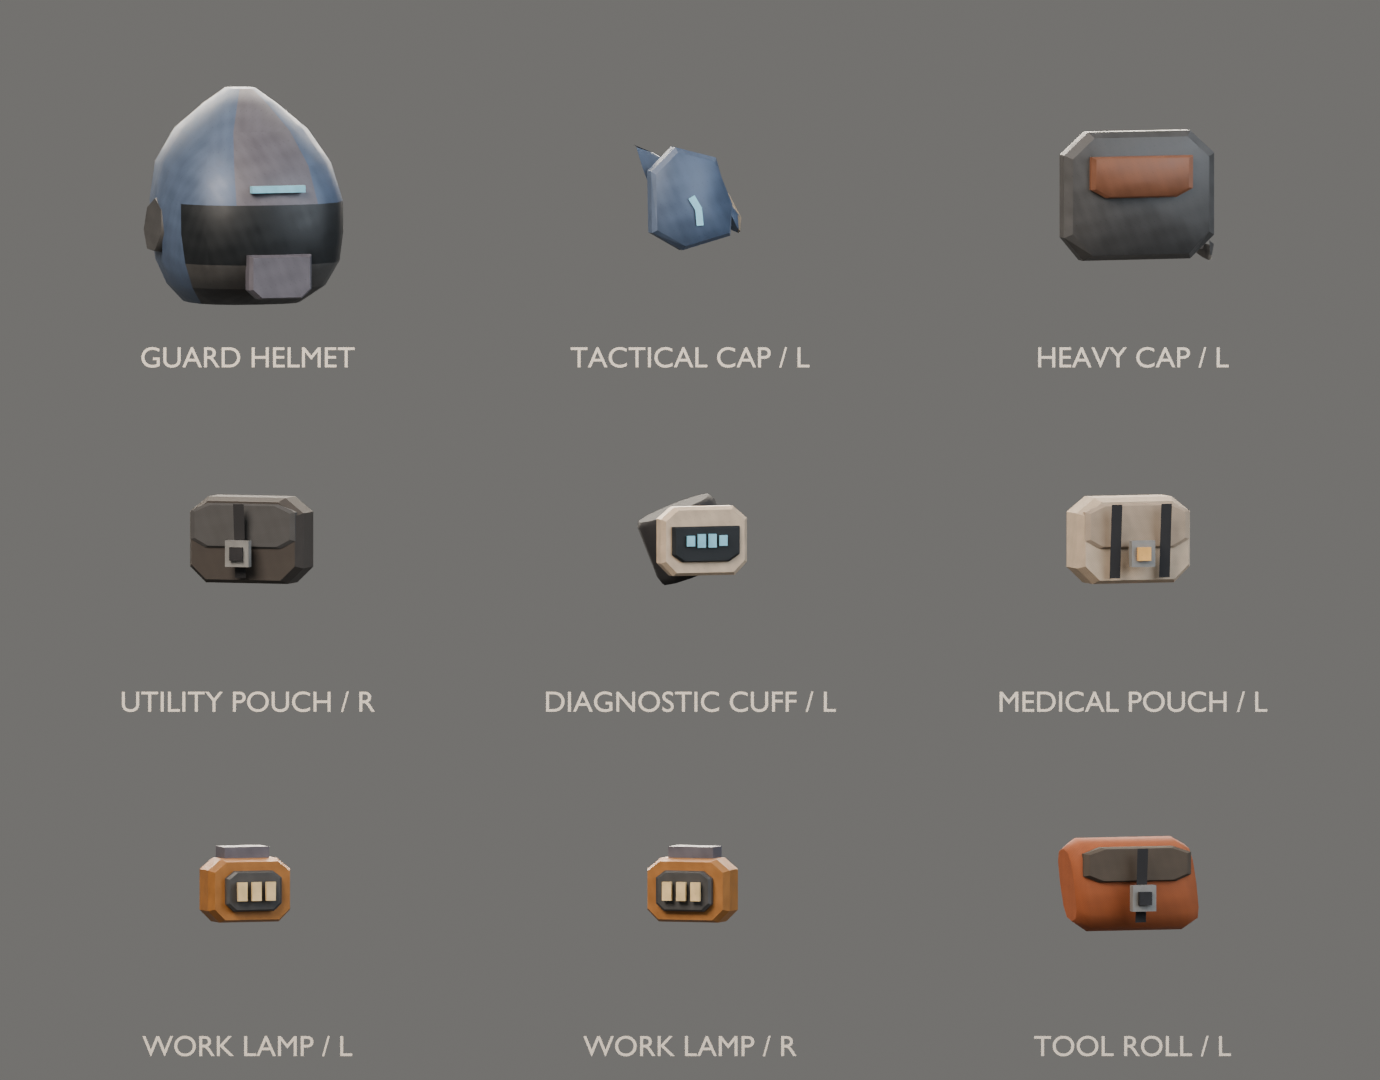 GUARD HELMET
TACTICAL CAP / L
HEAVY CAP / L
UTILITY POUCH / R
DIAGNOSTIC CUFF / L
MEDICAL POUCH / L
WORK LAMP / L
WORK LAMP / R
TOOL ROLL / L